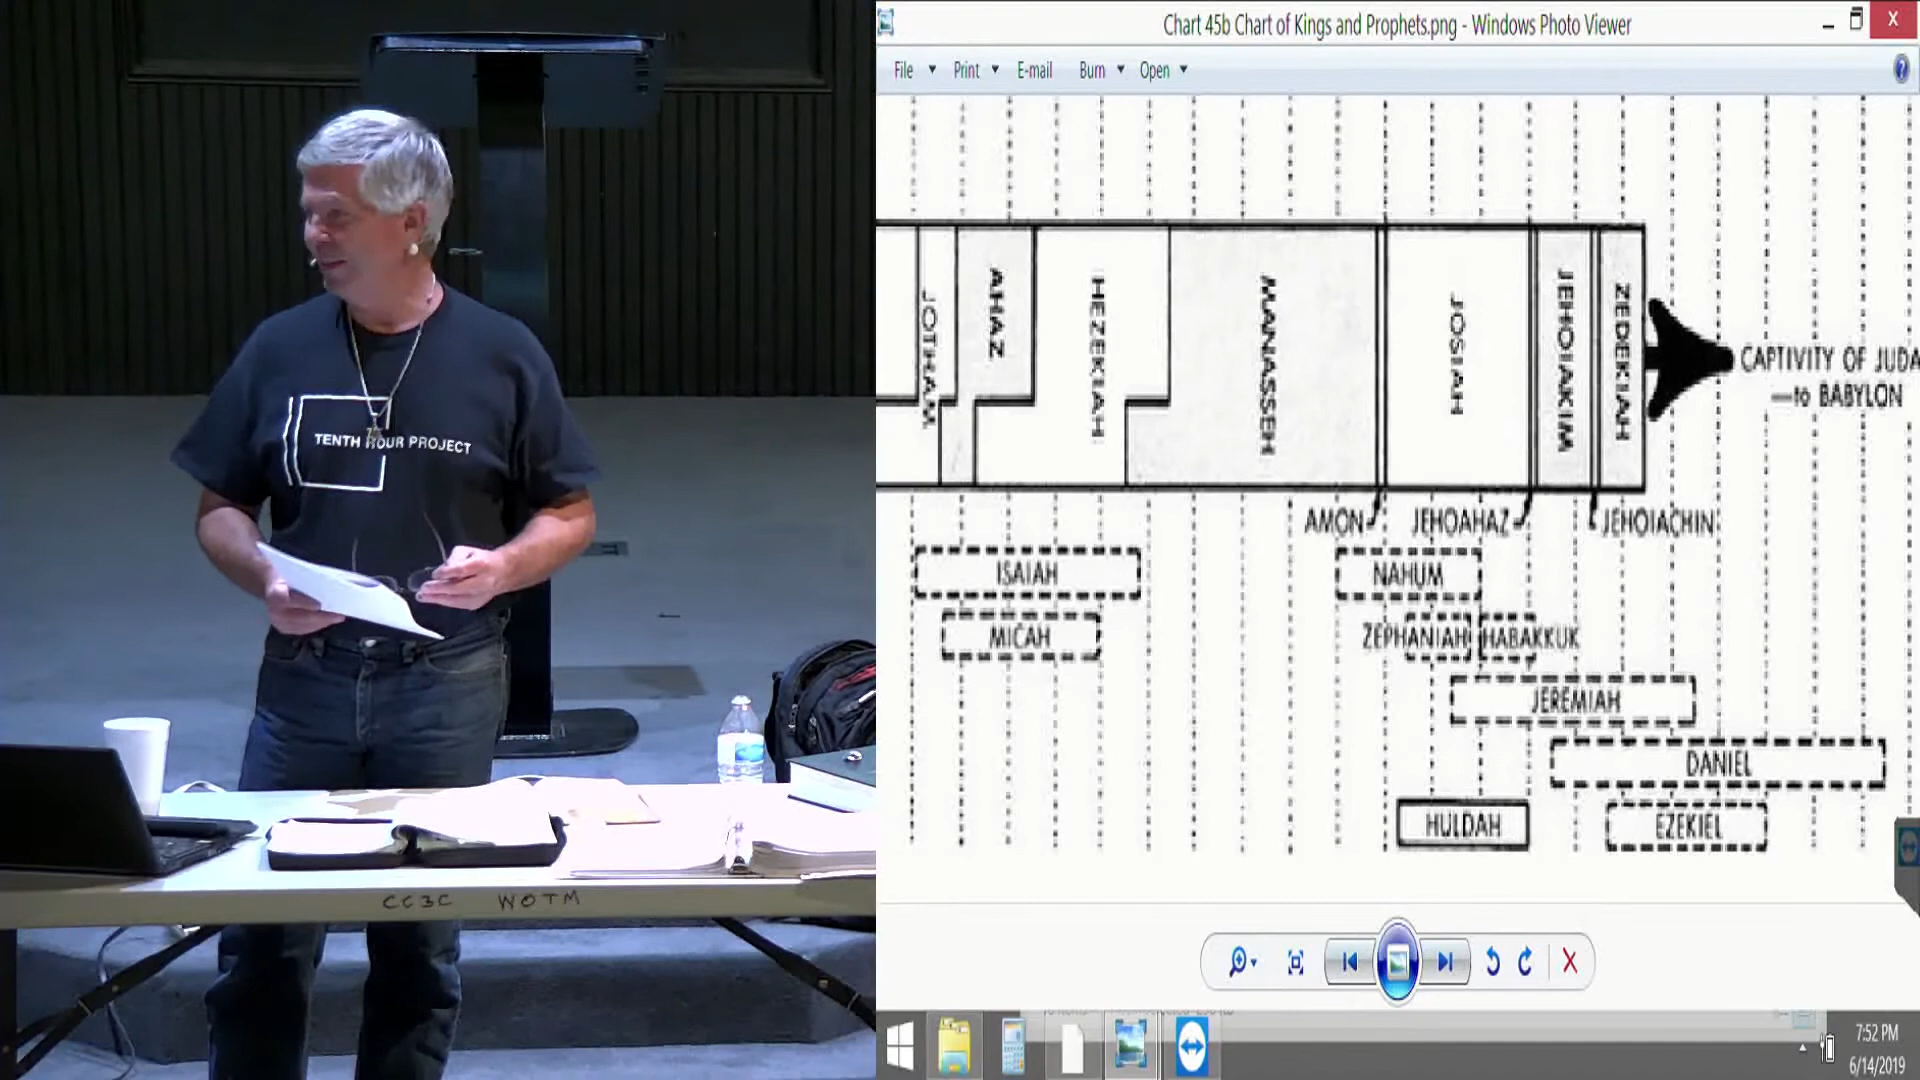 Chart 45b Chart of Kings and Prophets.png - Windows Photo Viewer
File Print E-mail Burn Open
JOTHAM
AHAZ
HEZEKIAH
MANASSEH
JOSIAH
JEHOIAKIM
ZEDEKIAH
CAPTIVITY OF JUDA
—to BABYLON
AMON
JEHOAHAZ
JEHOIACHIN
ISAIAH
NAHUM
MICAH
ZEPHANIAH
HABAKKUK
JEREMIAH
DANIEL
HULDAH
EZEKIEL
7:52 PM
6/14/2019
TENTH HOUR PROJECT
CC3C WOTM